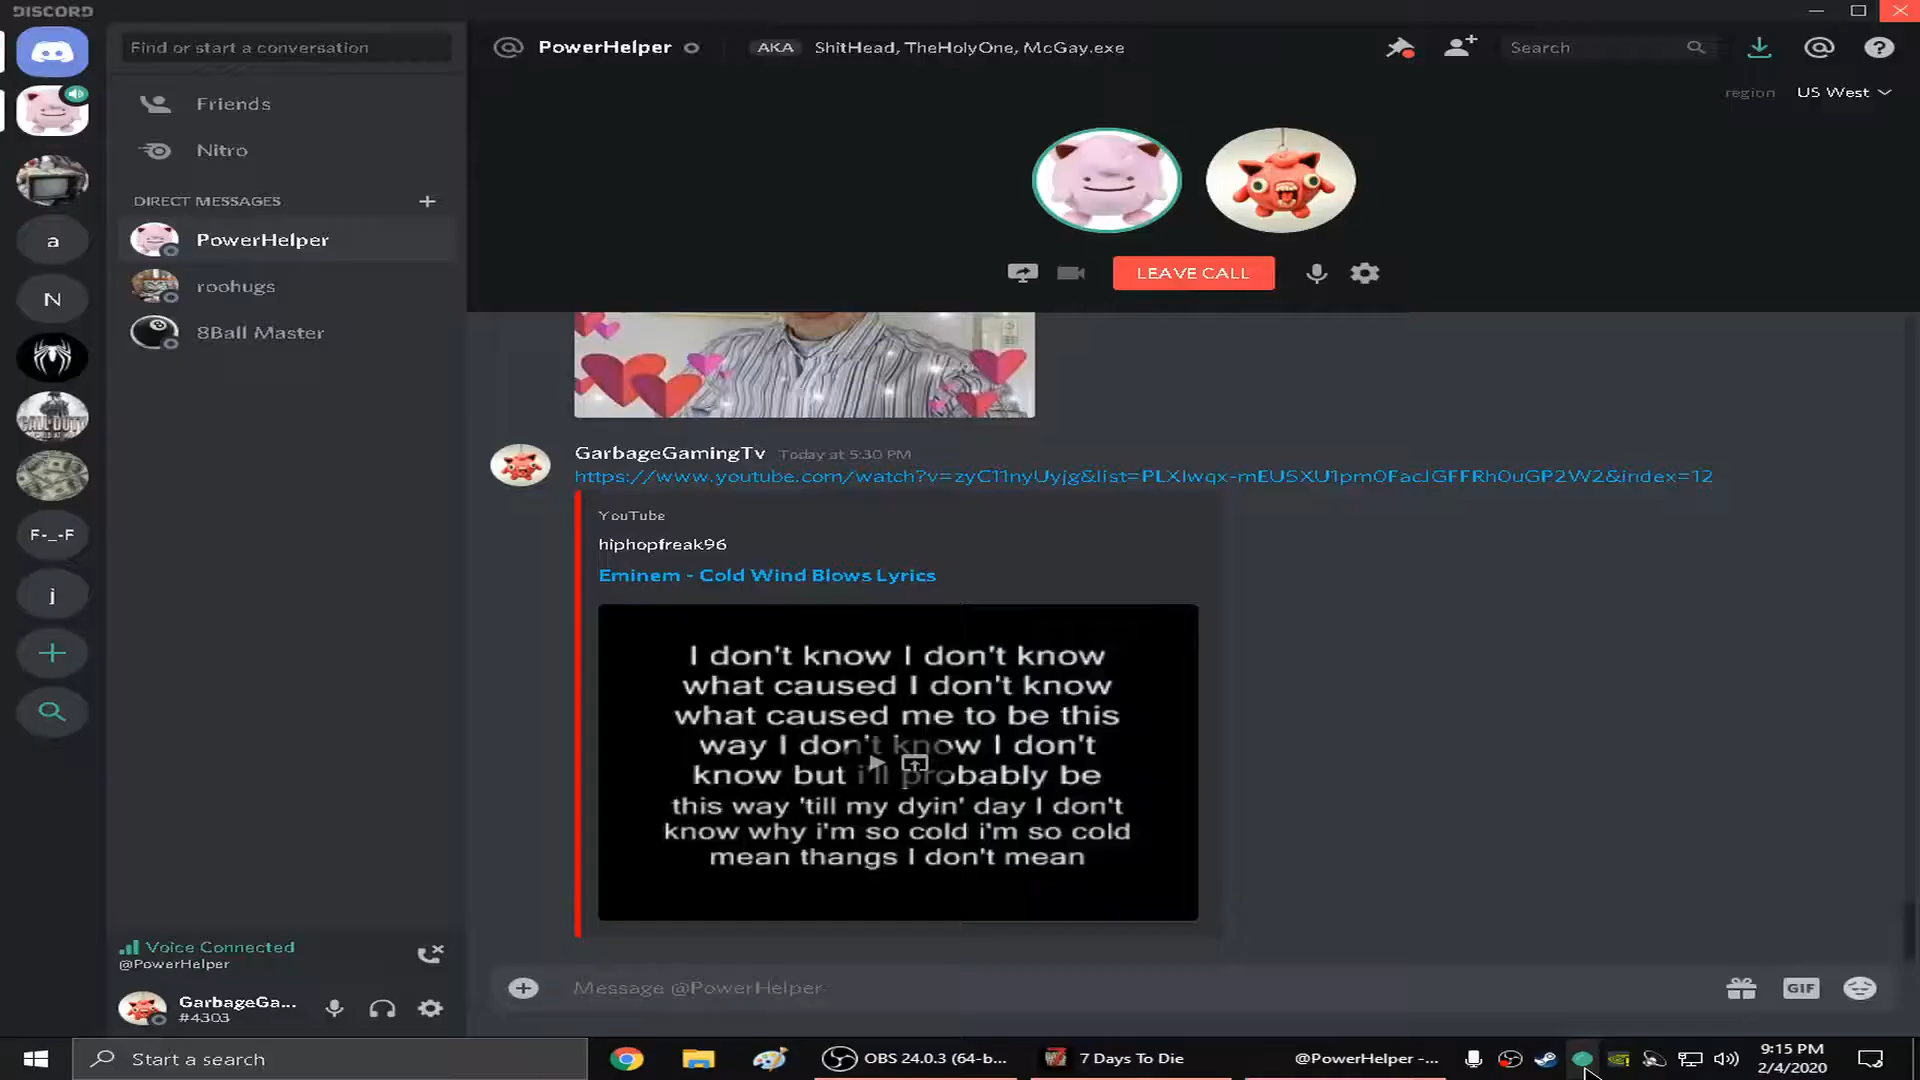 DISCORD
Find or start a conversation
PowerHelper
AKA
ShitHead, TheHolyOne, McGay.exe
Search
region
US West
Friends
Nitro
DIRECT MESSAGES
PowerHelper
roohugs
8Ball Master
a
N
CALL DUTY
F-_-F
j
LEAVE CALL
GarbageGamingTv
Today at 5:30 PM
https://www.youtube.com/watch?v=zyC11nyUyjg&list=PLXIwqx-mEUSXU1pm0FacJGFFRh0uGP2W2&index=12
YouTube
hiphopfreak96
Eminem - Cold Wind Blows Lyrics
I don't know I don't know
what caused I don't know
what caused me to be this
way I don't know I don't
know but i'll probably be
this way 'till my dyin' day I don't
know why i'm so cold i'm so cold
mean thangs I don't mean
Voice Connected
@PowerHelper
GarbageGa...
#4303
Message @PowerHelper
GIF
Start a search
OBS 24.0.3 (64-b...
7 Days To Die
@PowerHelper -...
9:15 PM
2/4/2020